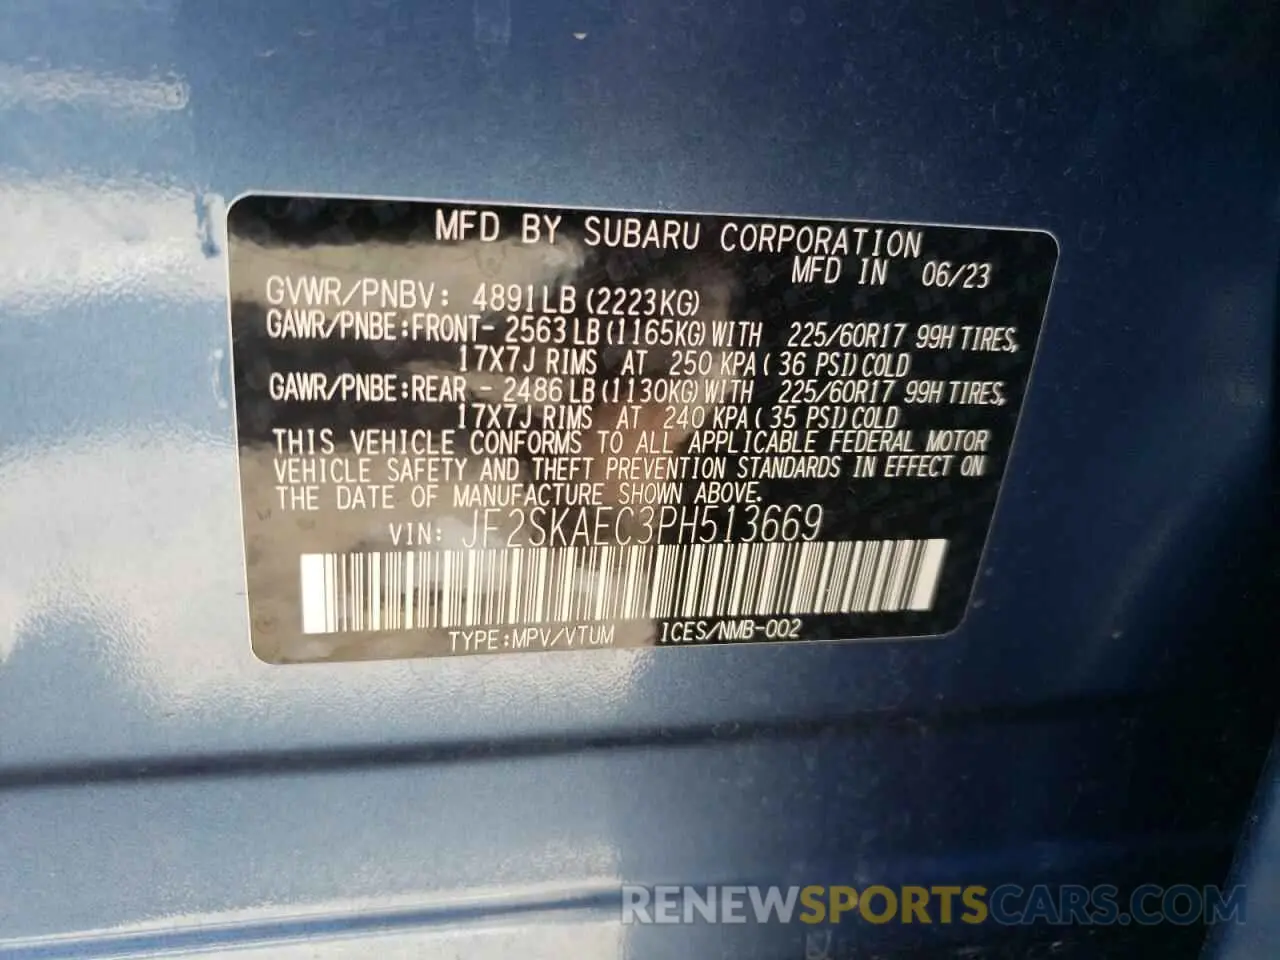 MFD BY SUBARU CORPORATION
MFD IN 06/23
GVWR/PNBV: 4891LB (2223KG)
GAWR/PNBE:FRONT- 2563 LB (1165KG) WITH 225/60R17 99H TIRES,
17X7J RIMS AT 250 KPA ( 36 PSI) COLD
GAWR/PNBE:REAR - 2486 LB (1130KG) WITH 225/60R17 99H TIRES,
17X7J RIMS AT 240 KPA ( 35 PSI) COLD
THIS VEHICLE CONFORMS TO ALL APPLICABLE FEDERAL MOTOR
VEHICLE SAFETY AND THEFT PREVENTION STANDARDS IN EFFECT ON
THE DATE OF MANUFACTURE SHOWN ABOVE.
VIN: JF2SKAEC3PH513669
TYPE:MPV/VTUM ICES/NMB-002
RENEWSPORTSCARS.COM